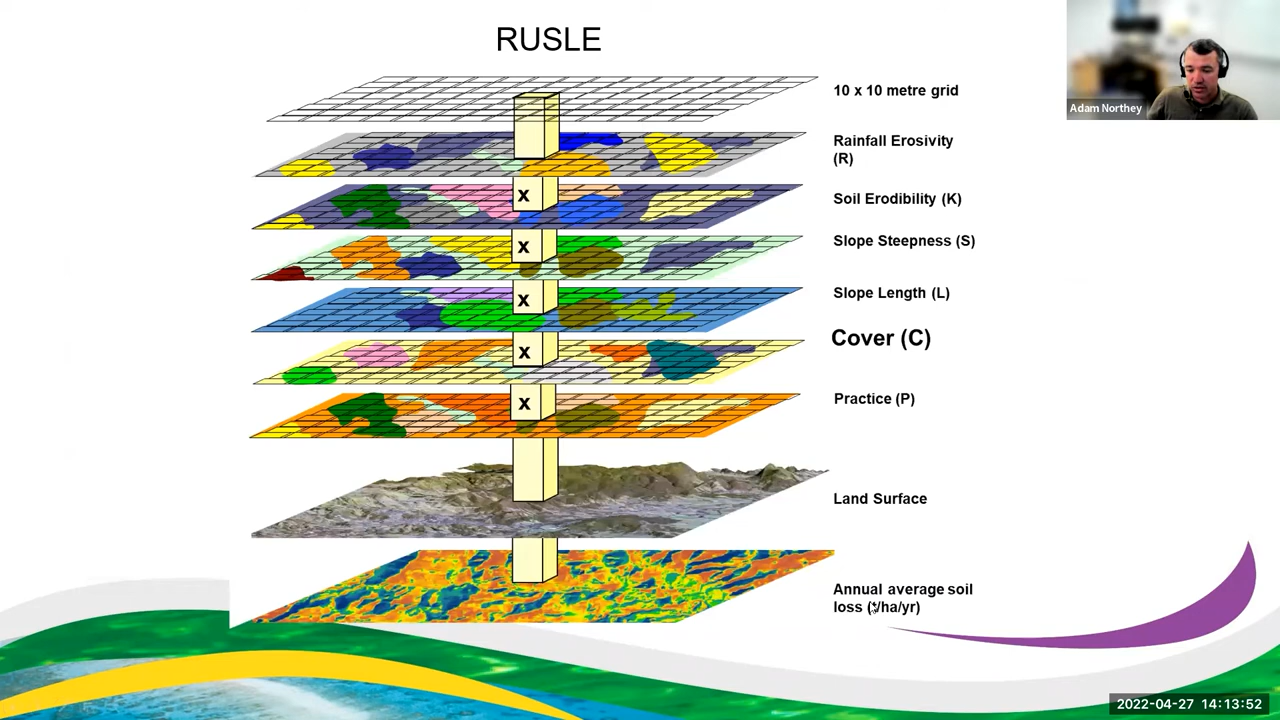 RUSLE
10 x 10 metre grid
Adam Northey
Rainfall Erosivity
(R)
x
Soil Erodibility (K)
x
Slope Steepness (S)
x
Slope Length (L)
x
Cover (C)
x
Practice (P)
Land Surface
Annual average soil
loss (t/ha/yr)
2022-04-27 14:13:52